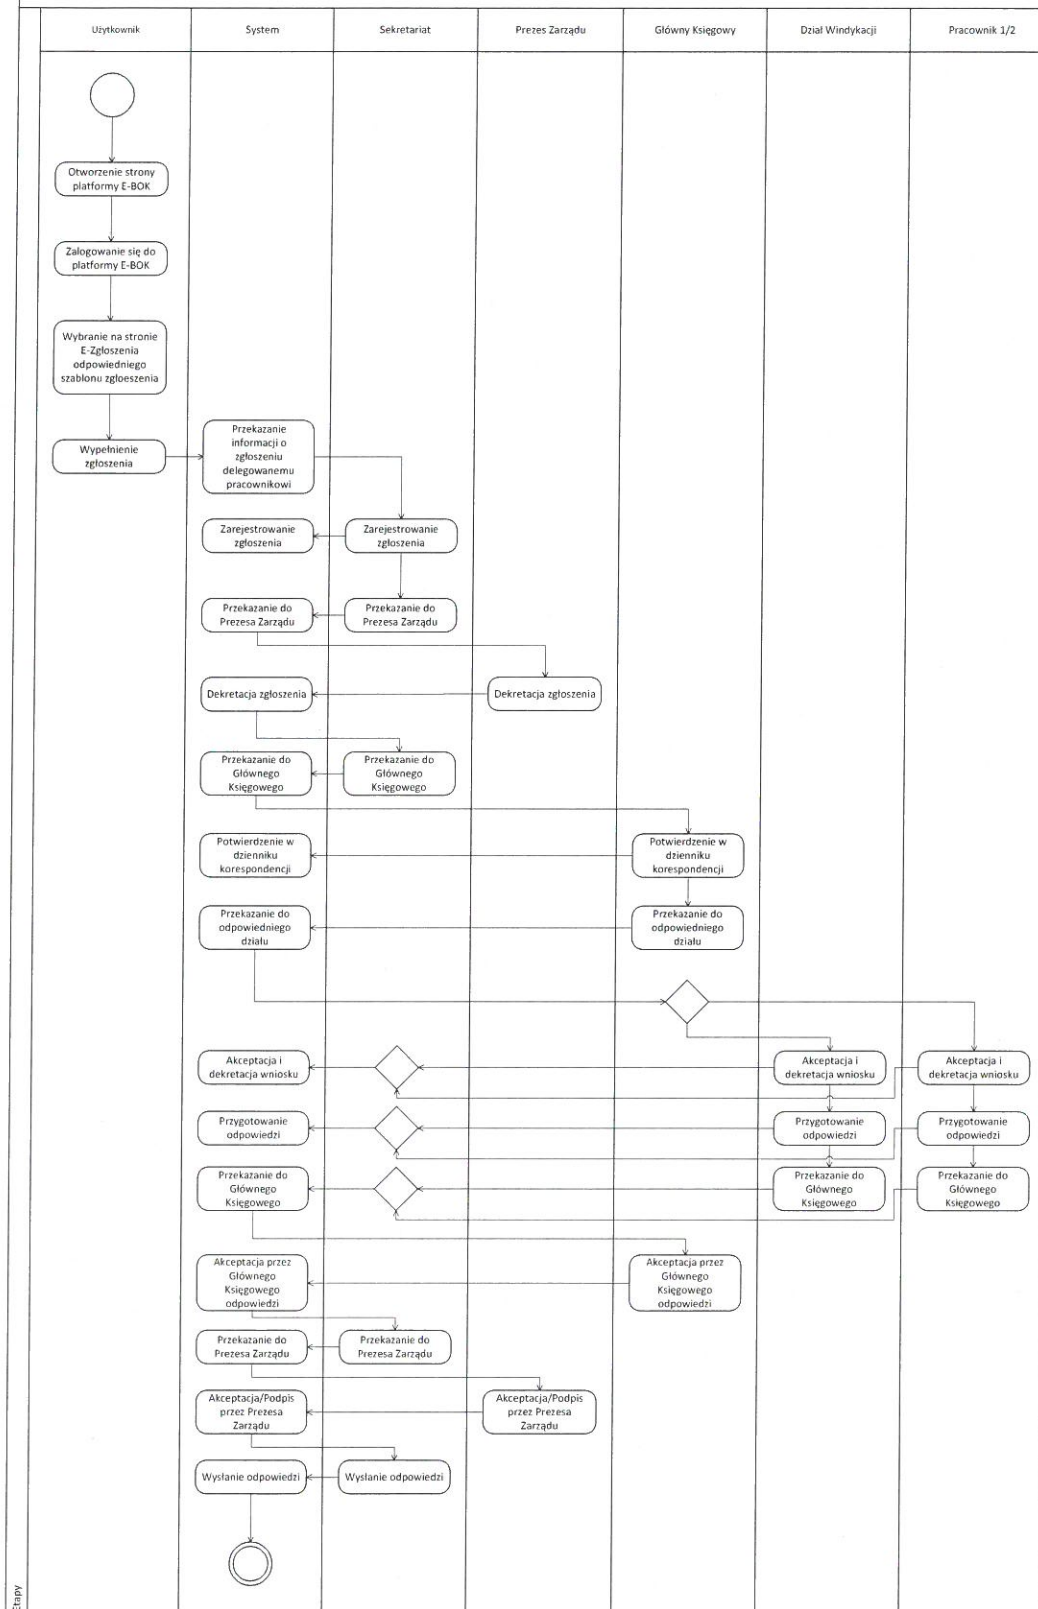 Użytkownik
System
Sekretariat
Prezes Zarządu
Główny Księgowy
Dział Windykacji
Pracownik 1/2
Otworzenie strony
platformy E-BOK
Zalogowanie się do
platformy E-BOK
Wybranie na stronie
E-Zgłoszenia
odpowiedniego
szablonu zgłoeszenia
Wypełnienie
zgłoszenia
Przekazanie
informacji o
zgłoszeniu
delegowanemu
pracownikowi
Zarejestrowanie
zgłoszenia
Zarejestrowanie
zgłoszenia
Przekazanie do
Prezesa Zarządu
Przekazanie do
Prezesa Zarządu
Dekretacja zgłoszenia
Dekretacja zgłoszenia
Przekazanie do
Głównego
Księgowego
Przekazanie do
Głównego
Księgowego
Potwierdzenie w
dzienniku
korespondencji
Potwierdzenie w
dzienniku
korespondencji
Przekazanie do
odpowiedniego
działu
Przekazanie do
odpowiedniego
działu
Akceptacja i
dekretacja wniosku
Akceptacja i
dekretacja wniosku
Akceptacja i
dekretacja wniosku
Przygotowanie
odpowiedzi
Przygotowanie
odpowiedzi
Przygotowanie
odpowiedzi
Przekazanie do
Głównego
Księgowego
Przekazanie do
Głównego
Księgowego
Przekazanie do
Głównego
Księgowego
Akceptacja przez
Głównego
Księgowego
odpowiedzi
Akceptacja przez
Głównego
Księgowego
odpowiedzi
Przekazanie do
Prezesa Zarządu
Przekazanie do
Prezesa Zarządu
Akceptacja/Podpis
przez Prezesa
Zarządu
Akceptacja/Podpis
przez Prezesa
Zarządu
Wysłanie odpowiedzi
Wysłanie odpowiedzi
Etapy